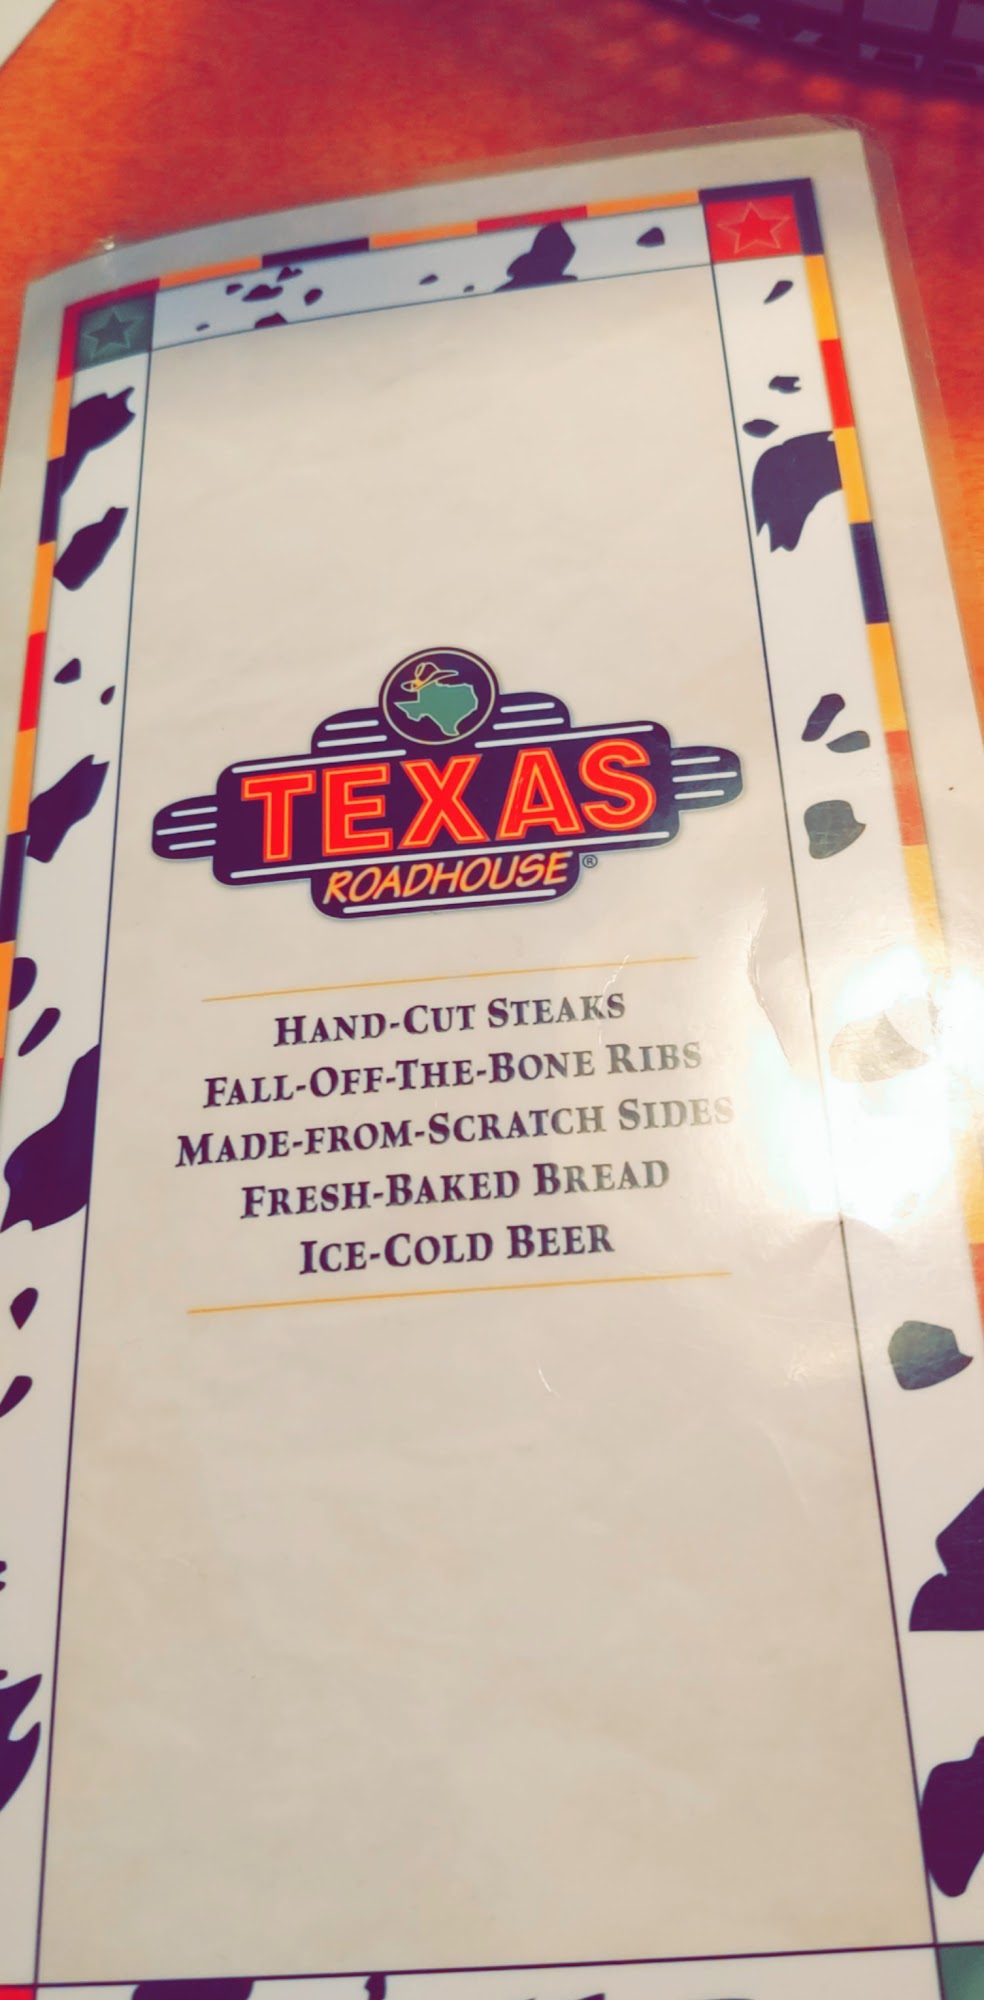 TEXAS
ROADHOUSE®
HAND-CUT STEAKS
FALL-OFF-THE-BONE RIBS
MADE-FROM-SCRATCH SIDES
FRESH-BAKED BREAD
ICE-COLD BEER